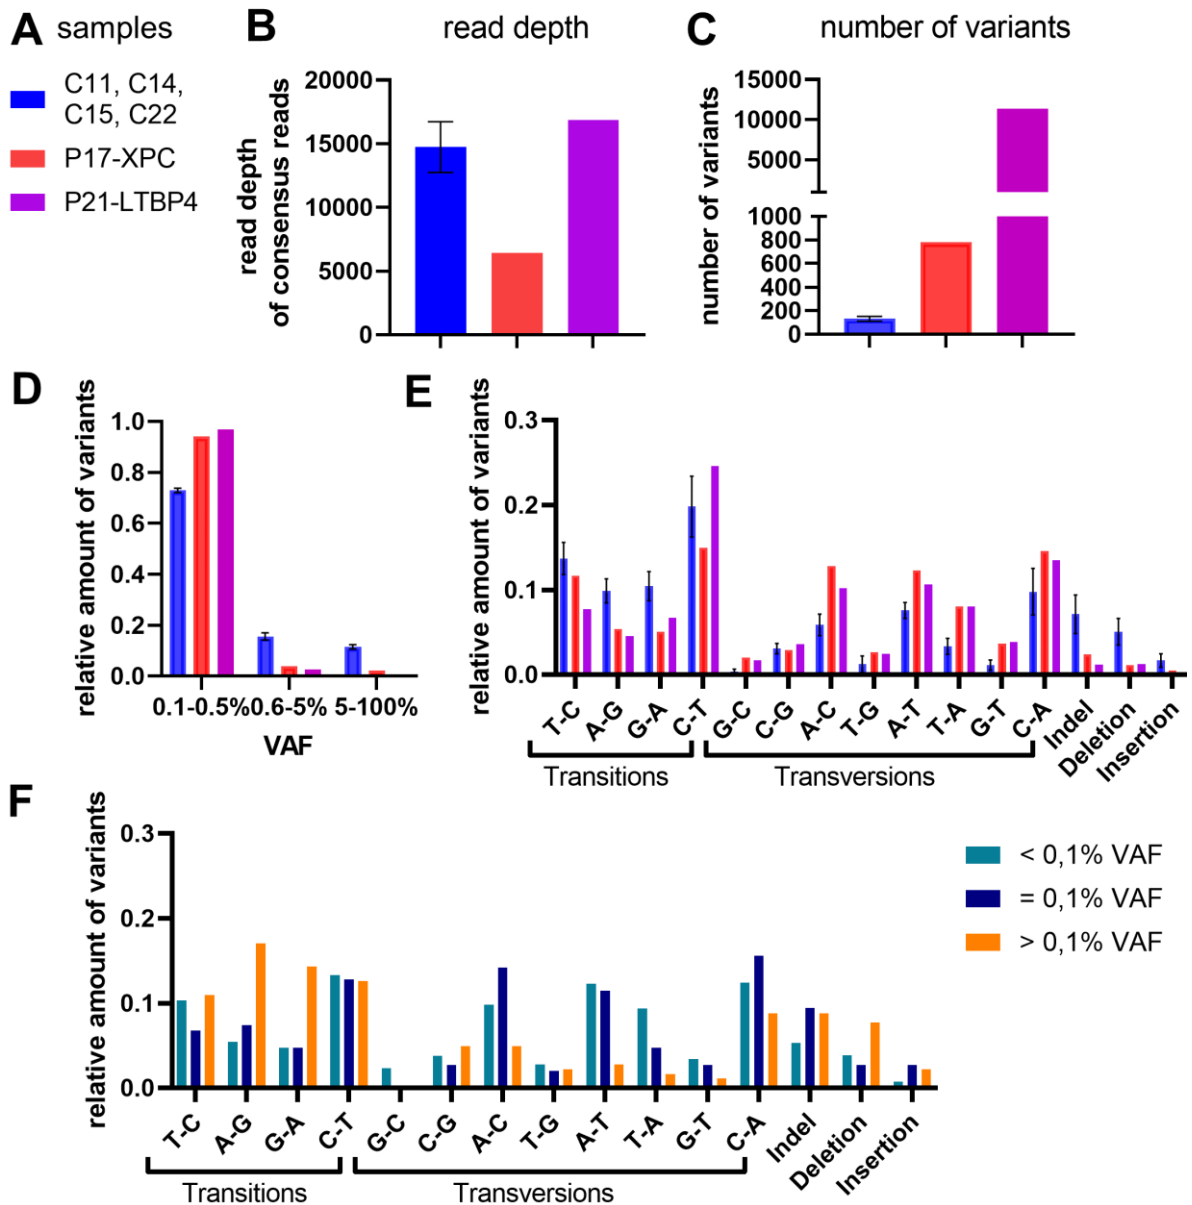 A samples
C11, C14,
C15, C22
P17-XPC
P21-LTBP4
B read depth
read depth
of consensus reads
20000
15000
10000
5000
0
C number of variants
number of variants
15000
10000
5000
1000
800
600
400
200
0
D
relative amount of variants
1.0
0.8
0.6
0.4
0.2
0.0
0.1-0.5% 0.6-5% 5-100%
VAF
E
relative amount of variants
0.3
0.2
0.1
0.0
T-C A-G G-A C-T G-C C-G A-C T-G A-T T-A G-T C-A Indel Deletion Insertion
Transitions Transversions
F
relative amount of variants
0.3
0.2
0.1
0.0
T-C A-G G-A C-T G-C C-G A-C T-G A-T T-A G-T C-A Indel Deletion Insertion
Transitions Transversions
< 0,1% VAF
= 0,1% VAF
> 0,1% VAF